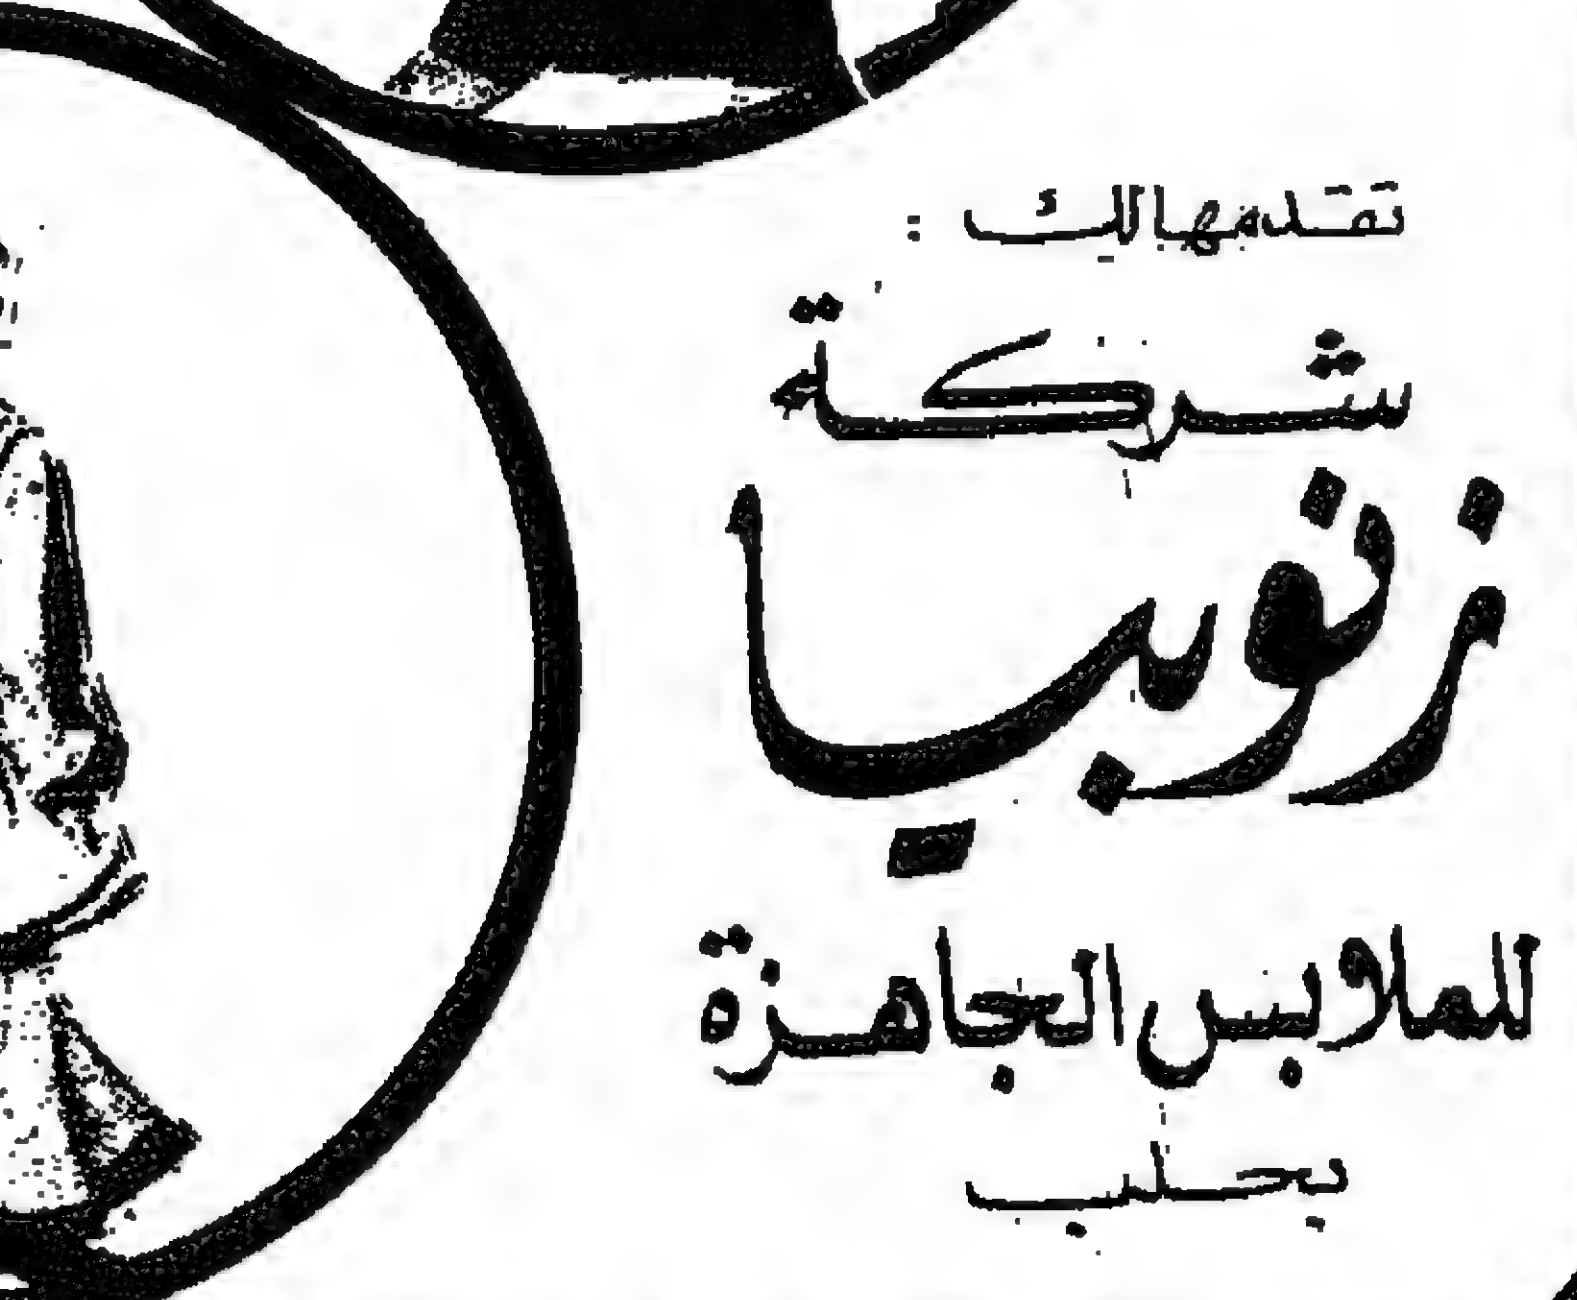 تقدمها لك :
شركة
زنوبيا
للملابس الجاهزة
بحلب